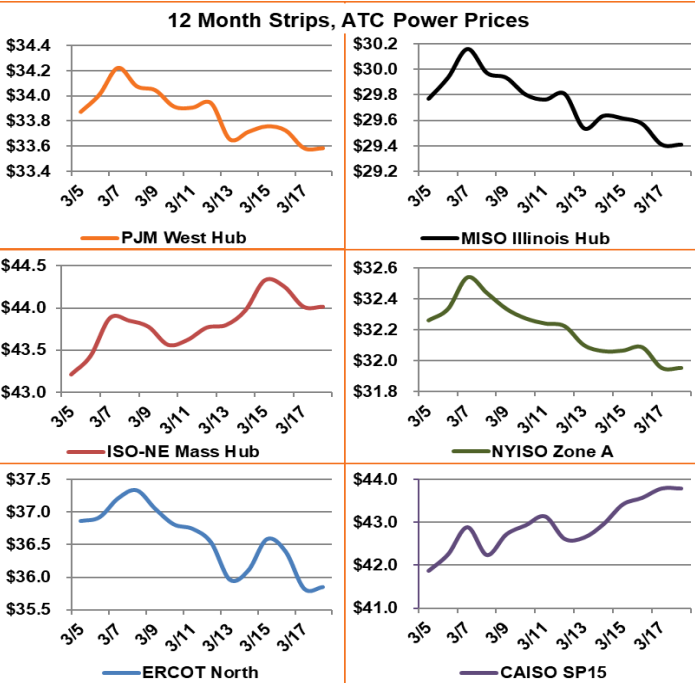 12 Month Strips, ATC Power Prices
$34.4
$34.2
$34.0
$33.8
$33.6
$33.4
3/5 3/7 3/9 3/11 3/13 3/15 3/17
PJM West Hub
$30.2
$30.0
$29.8
$29.6
$29.4
$29.2
3/5 3/7 3/9 3/11 3/13 3/15 3/17
MISO Illinois Hub
$44.5
$44.0
$43.5
$43.0
3/5 3/7 3/9 3/11 3/13 3/15 3/17
ISO-NE Mass Hub
$32.6
$32.4
$32.2
$32.0
$31.8
3/5 3/7 3/9 3/11 3/13 3/15 3/17
NYISO Zone A
$37.5
$37.0
$36.5
$36.0
$35.5
3/5 3/7 3/9 3/11 3/13 3/15 3/17
ERCOT North
$44.0
$43.0
$42.0
$41.0
3/5 3/7 3/9 3/11 3/13 3/15 3/17
CAISO SP15